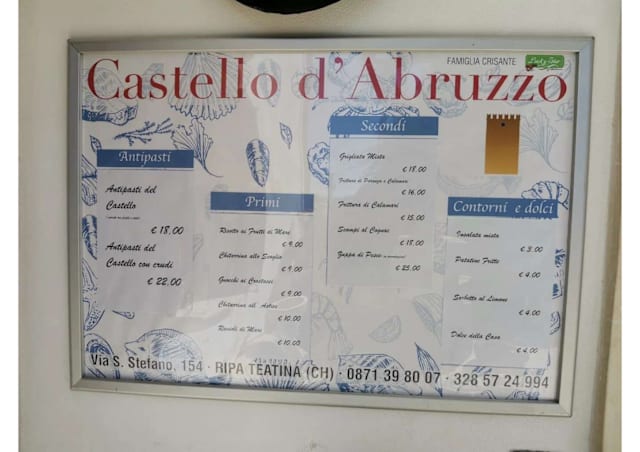 FAMIGLIA CRISANTE
Lady Bar
Castello d'Abruzzo
Antipasti
Antipasti del
Castello
€ 18,00
Antipasti del
Castello con crudi
€ 22,00
Primi
Risotto ai Frutti di Mare
€ 9,00
Chitarrina allo Scoglio
€ 9,00
Gnocchi ai Crostacei
€ 9,00
Chitarrina all' Astice
€ 10,00
Ravioli di Mare
€ 10,00
Secondi
Grigliata Mista
€ 18,00
Frittura di Paranza e Calamari
€ 16,00
Frittura di Calamari
€ 15,00
Scampi al Cognac
€ 18,00
Zuppa di Pesce
€ 25,00
Contorni e dolci
Insalata mista
€ 3,00
Patatine Fritte
€ 4,00
Sorbetto al Limone
€ 4,00
Dolce della Casa
€ 4,00
Via S. Stefano, 154 · RIPA TEATINA (CH) · 0871 39 80 07 · 328 57 24 994